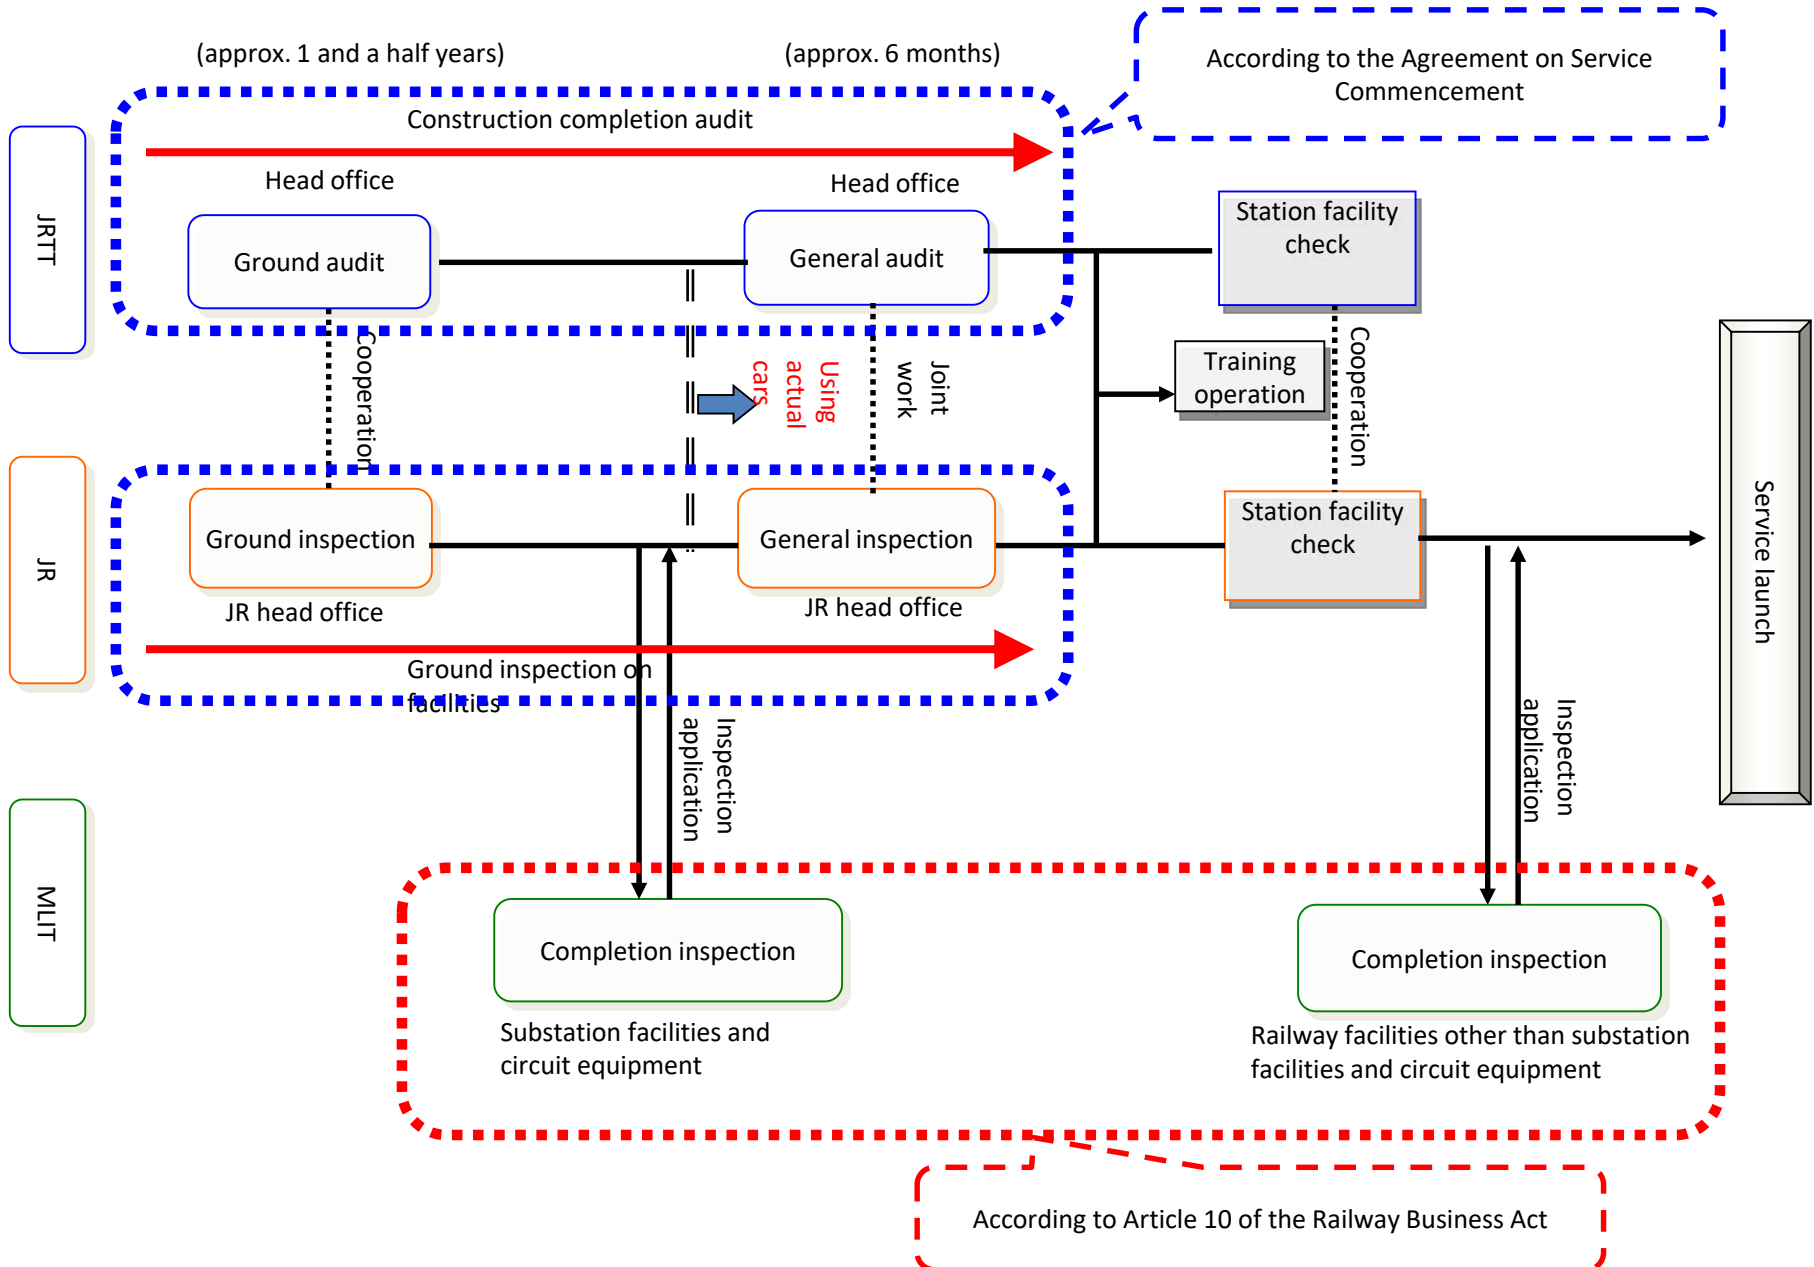 (approx. 1 and a half years)
(approx. 6 months)
According to the Agreement on Service
Commencement
Construction completion audit
Head office
Head office
JRTT
Ground audit
General audit
Station facility
check
Cooperation
Using
actual
cars
Joint
work
Training
operation
Cooperation
JR
Ground inspection
General inspection
Station facility
check
JR head office
JR head office
Ground inspection on
facilities
Service launch
Inspection
application
Inspection
application
MLIT
Completion inspection
Completion inspection
Substation facilities and
circuit equipment
Railway facilities other than substation
facilities and circuit equipment
According to Article 10 of the Railway Business Act